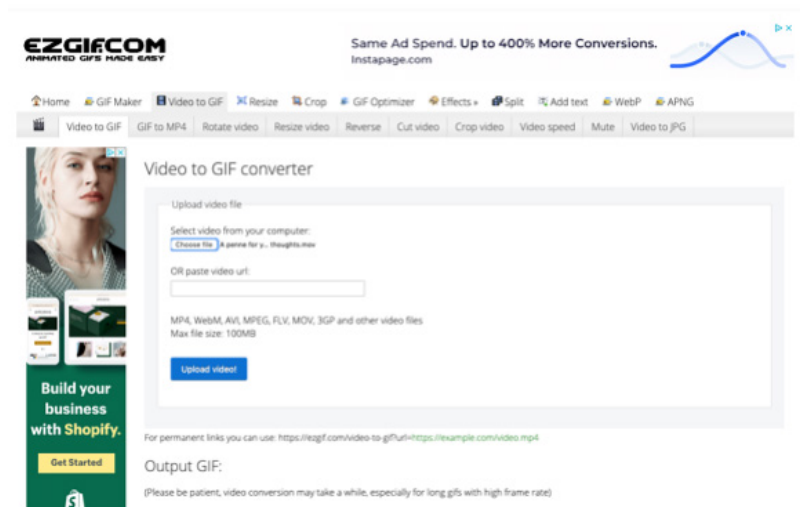 EZGIF.COM
ANIMATED GIFS MADE EASY
Same Ad Spend. Up to 400% More Conversions.
Instapage.com
Home GIF Maker Video to GIF Resize Crop GIF Optimizer Effects » Split Add text WebP APNG
Video to GIF GIF to MP4 Rotate video Resize video Reverse Cut video Crop video Video speed Mute Video to JPG
Video to GIF converter
Upload video file
Select video from your computer:
Choose file A penne for y... thoughts.mov
OR paste video url:
MP4, WebM, AVI, MPEG, FLV, MOV, 3GP and other video files
Max file size: 100MB
Upload video!
Build your
business
with Shopify.
Get Started
For permanent links you can use: https://ezgif.com/video-to-gif?url=https://example.com/video.mp4
Output GIF:
(Please be patient, video conversion may take a while, especially for long gifs with high frame rate)